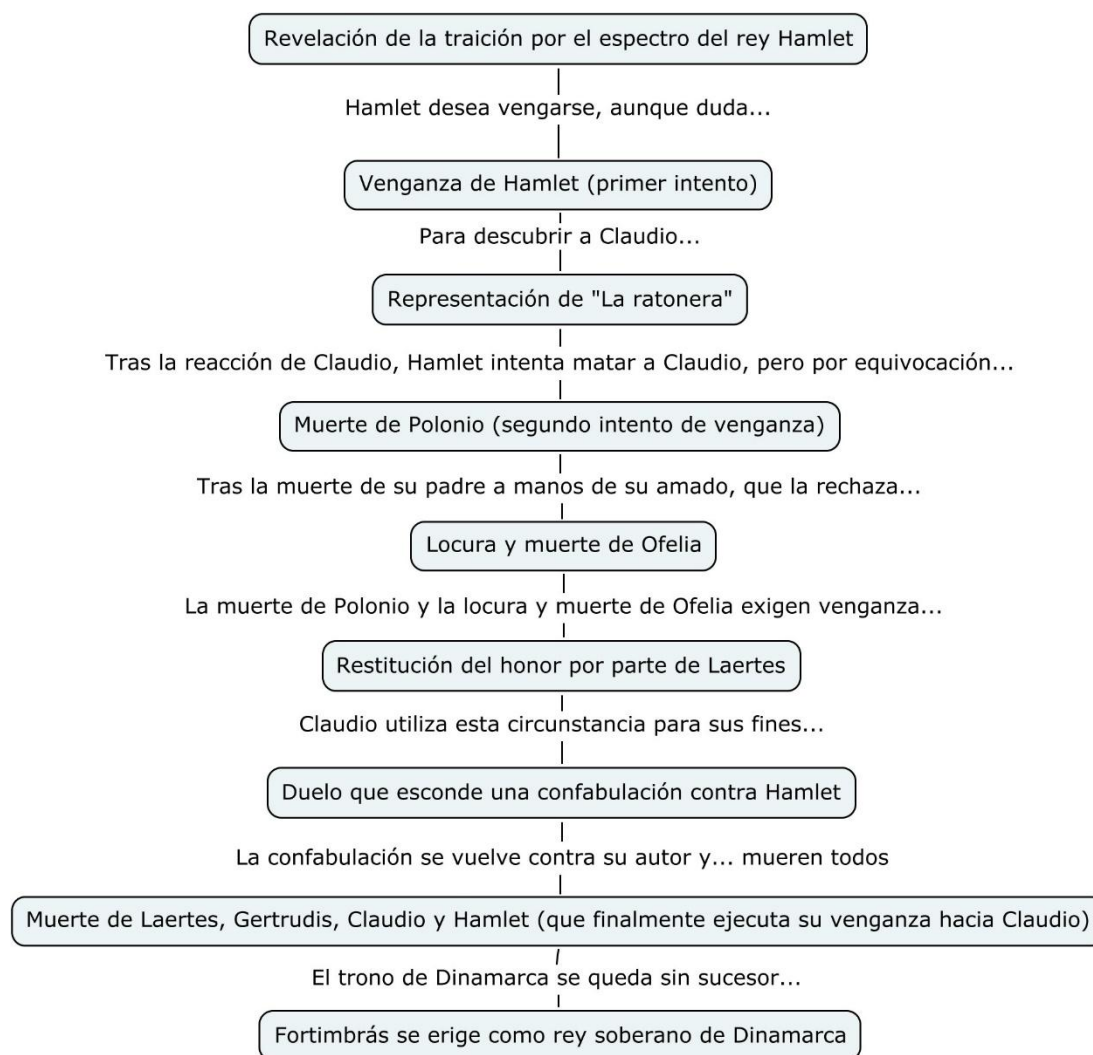 Revelación de la traición por el espectro del rey Hamlet
Hamlet desea vengarse, aunque duda...
Venganza de Hamlet (primer intento)
Para descubrir a Claudio...
Representación de "La ratonera"
Tras la reacción de Claudio, Hamlet intenta matar a Claudio, pero por equivocación...
Muerte de Polonio (segundo intento de venganza)
Tras la muerte de su padre a manos de su amado, que la rechaza...
Locura y muerte de Ofelia
La muerte de Polonio y la locura y muerte de Ofelia exigen venganza...
Restitución del honor por parte de Laertes
Claudio utiliza esta circunstancia para sus fines...
Duelo que esconde una confabulación contra Hamlet
La confabulación se vuelve contra su autor y... mueren todos
Muerte de Laertes, Gertrudis, Claudio y Hamlet (que finalmente ejecuta su venganza hacia Claudio)
El trono de Dinamarca se queda sin sucesor...
Fortimbrás se erige como rey soberano de Dinamarca